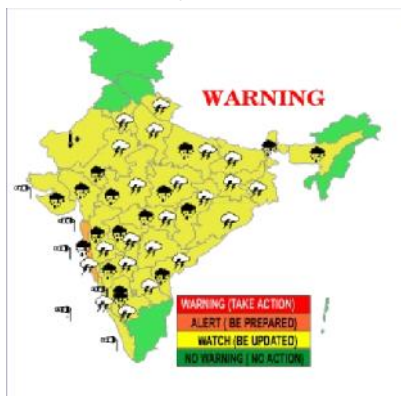 WARNING
WARNING (TAKE ACTION)
ALERT ( BE PREPARED)
WATCH (BE UPDATED)
NO WARNING ( NO ACTION)